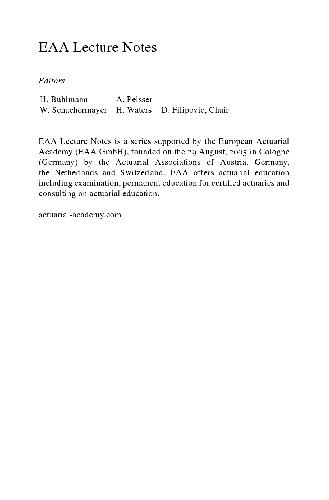 EAA Lecture Notes
Editors
H. Bühlmann A. Pelsser
W. Schachermayer H. Waters D. Filipovic, Chair
EAA Lecture Notes is a series supported by the European Actuarial
Academy (EAA GmbH), founded on the 29 August, 2005 in Cologne
(Germany) by the Actuarial Associations of Austria, Germany,
the Netherlands and Switzerland. EAA offers actuarial education
including examination, permanent education for certified actuaries and
consulting on actuarial education.
actuarial-academy.com